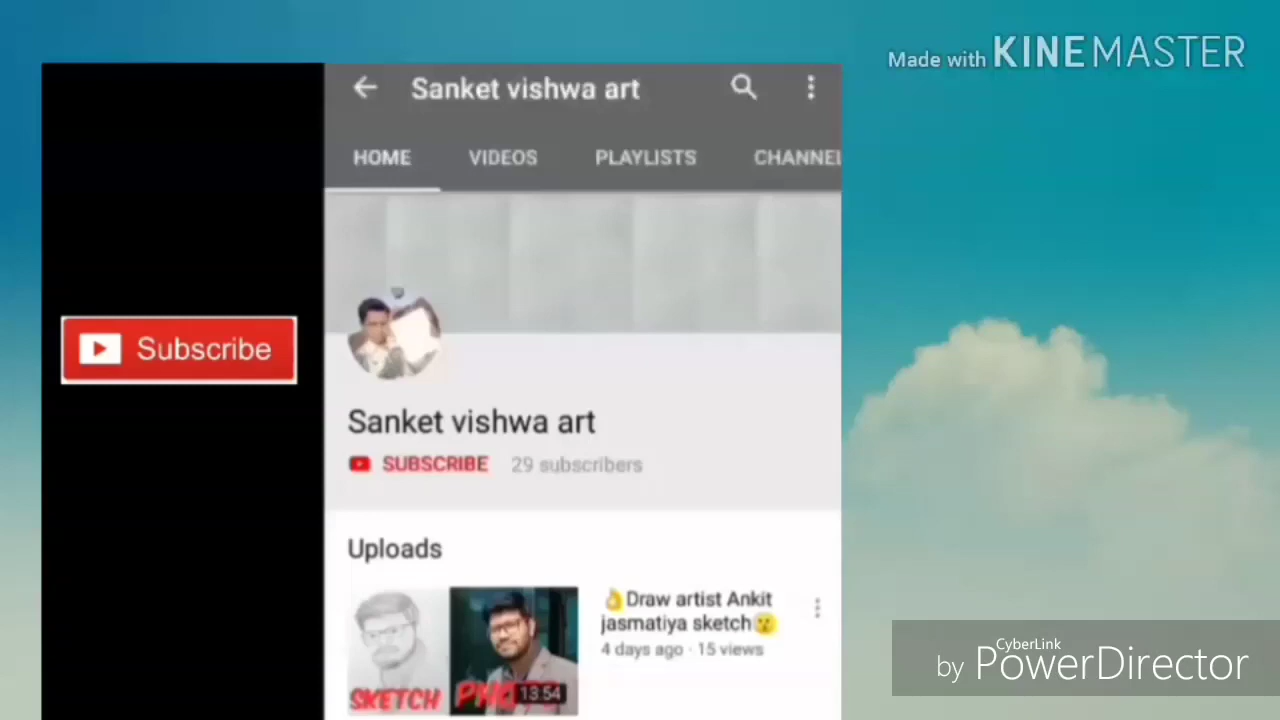 Made with KINEMASTER
Sanket vishwa art
HOME VIDEOS PLAYLISTS CHANNEL
Subscribe
Sanket vishwa art
SUBSCRIBE 29 subscribers
Uploads
👌Draw artist Ankit
jasmatiya sketch😗
4 days ago · 15 views
SKETCH
13:54
CyberLink
by PowerDirector